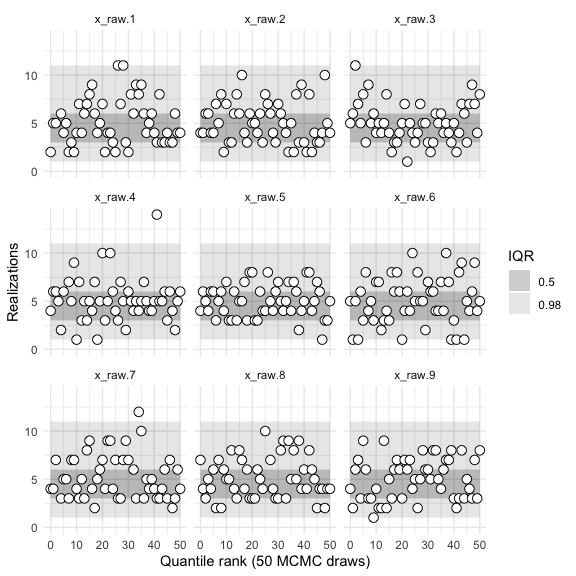 x_raw.1 x_raw.2 x_raw.3
10
5
0
x_raw.4 x_raw.5 x_raw.6
10
5
0
x_raw.7 x_raw.8 x_raw.9
10
5
0
0 10 20 30 40 50 0 10 20 30 40 50 0 10 20 30 40 50
Quantile rank (50 MCMC draws)
Realizations
IQR
0.5
0.98